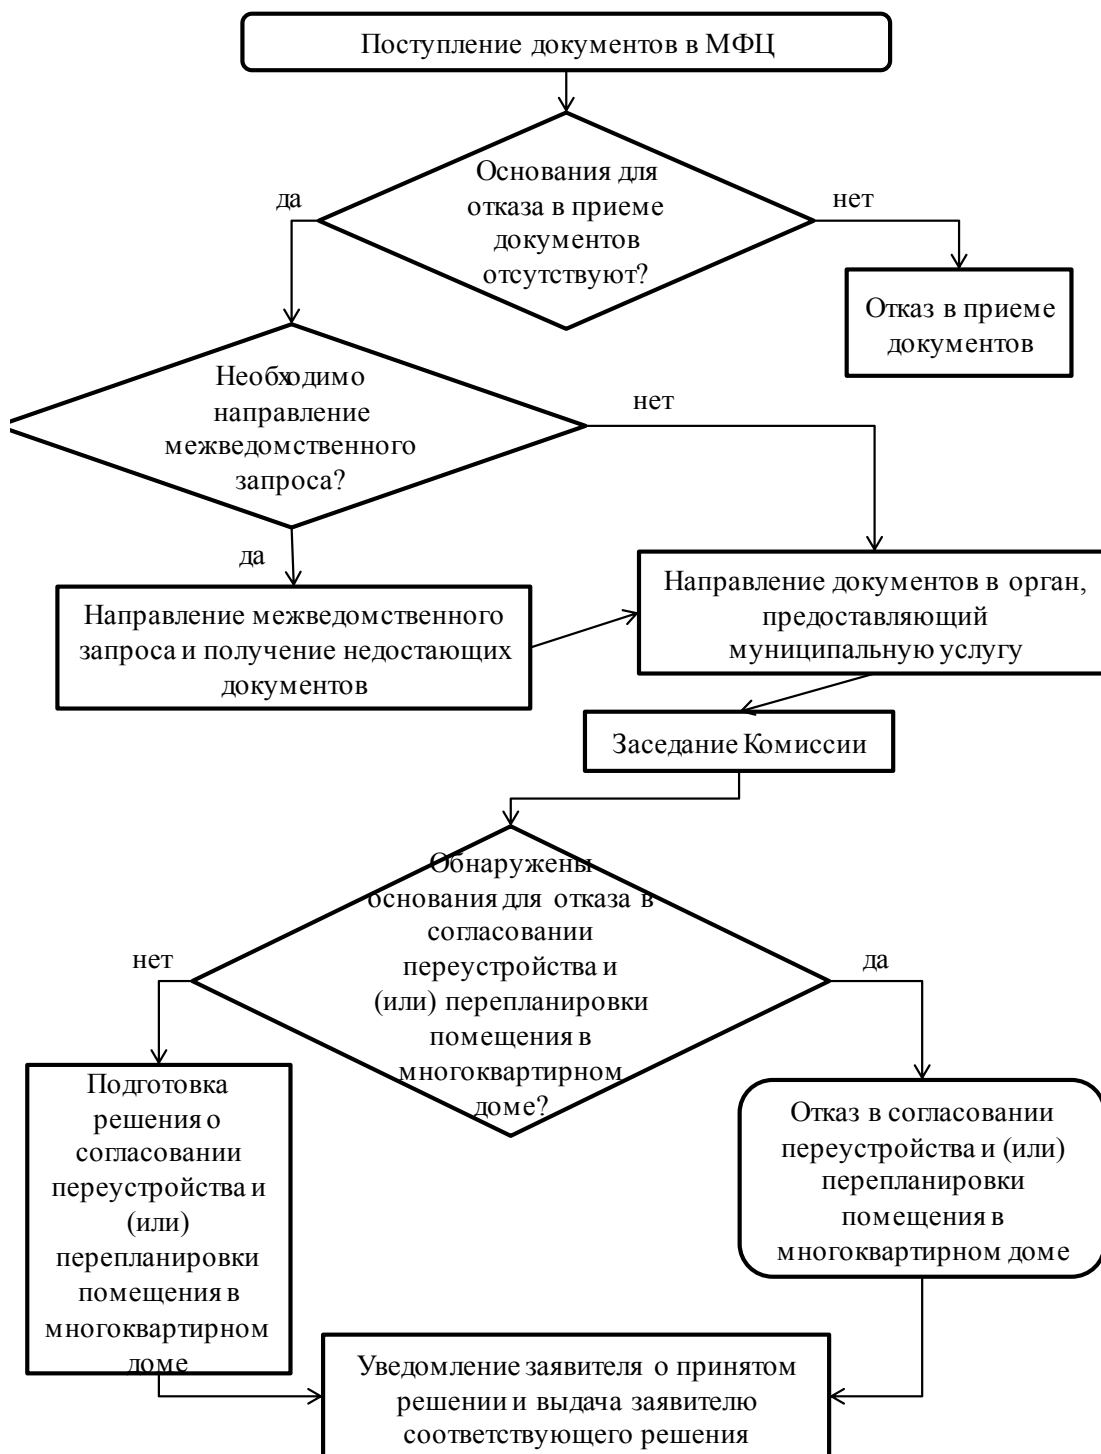 Поступление документов в МФЦ
Основания для
отказа в приеме
документов
отсутствуют?
да
нет
Отказ в приеме
документов
Необходимо
направление
межведомственного
запроса?
нет
да
Направление межведомственного
запроса и получение недостающих
документов
Направление документов в орган,
предоставляющий
муниципальную услугу
Заседание Комиссии
Обнаружены
основания для отказа в
согласовании
переустройства и
(или) перепланировки
помещения в
многоквартирном
доме?
нет
да
Подготовка
решения о
согласовании
переустройства и
(или)
перепланировки
помещения в
многоквартирном
доме
Отказ в согласовании
переустройства и (или)
перепланировки
помещения в
многоквартирном доме
Уведомление заявителя о принятом
решении и выдача заявителю
соответствующего решения